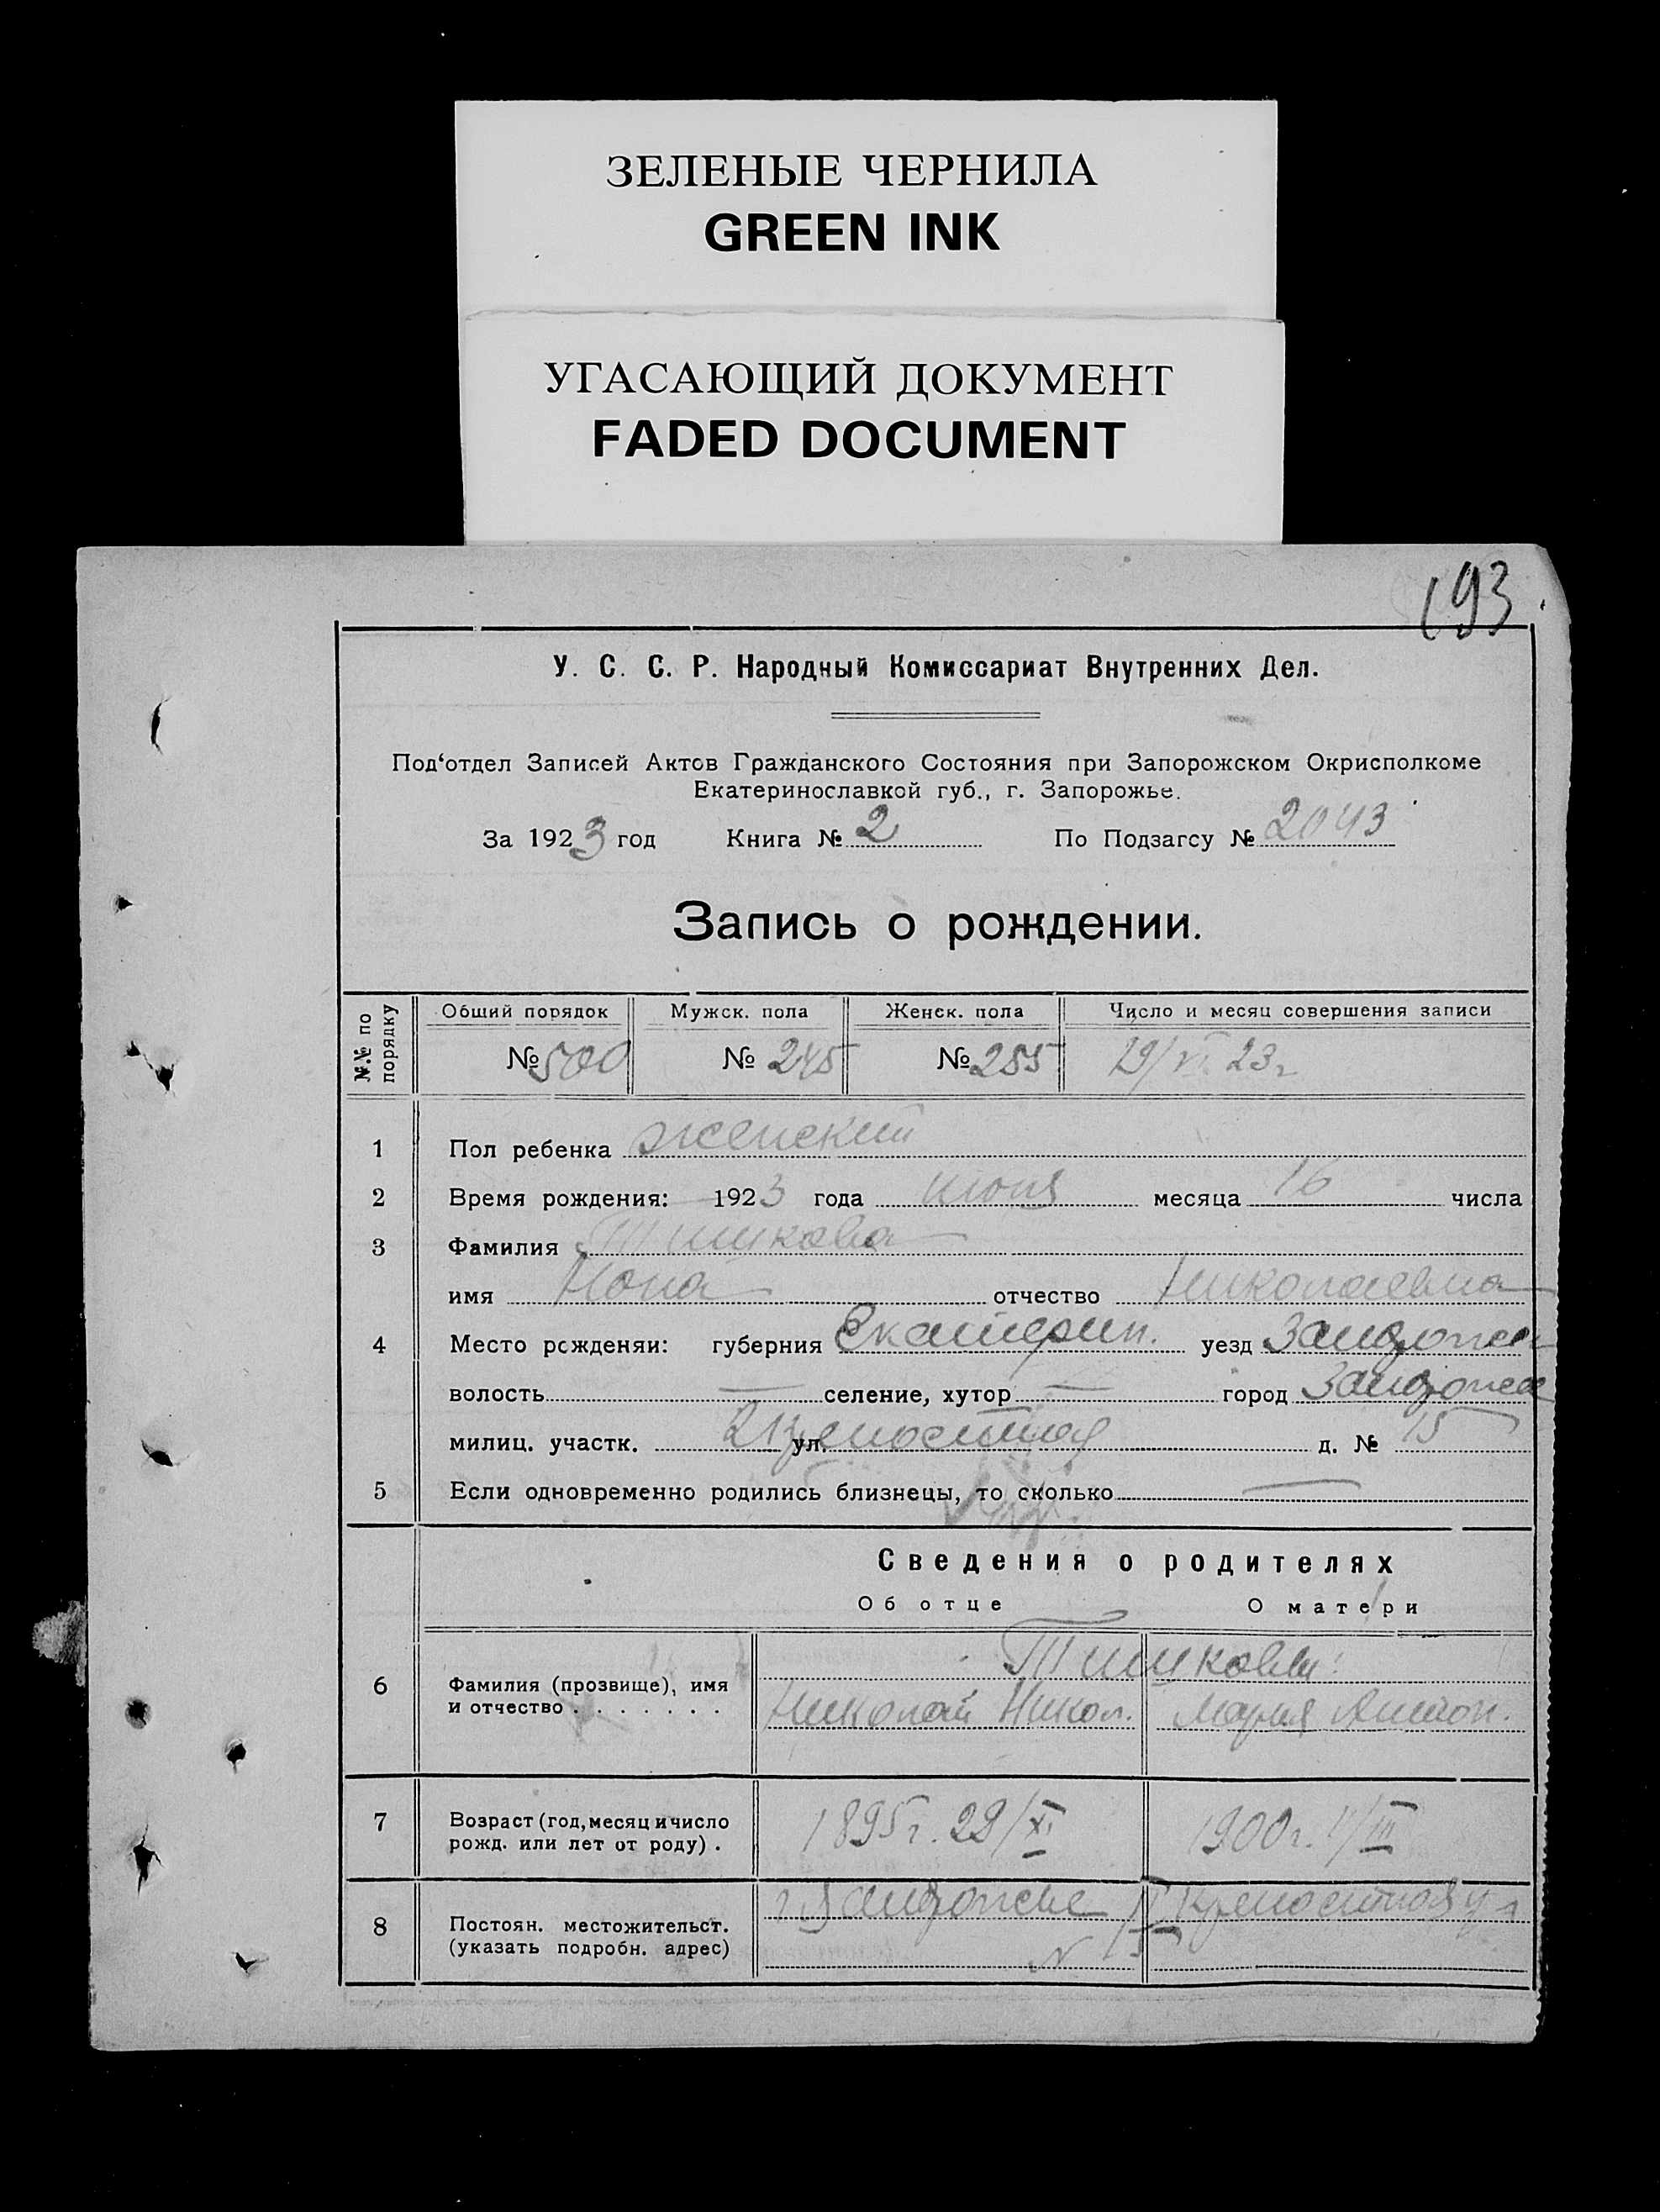 ЗЕЛЕНЫЕ ЧЕРНИЛА
GREEN INK
УГАСАЮЩИЙ ДОКУМЕНТ
FADED DOCUMENT
193
У. С. С. Р. Народный Комиссариат Внутренних Дел.
Под‘отдел Записей Актов Гражданского Состояния при Запорожском Окрисполкоме
Екатеринославкой губ., г. Запорожье.
За 1923 год Книга № 2 По Подзагсу № 2043
Запись о рождении.
№.№ по порядку
Общий порядок Мужск. пола Женск. пола Число и месяц совершения записи
№ 500 № 245 № 255 19/VI 23 г
1 Пол ребенка женский
2 Время рождения: 1923 года июня месяца 16 числа
3 Фамилия Тишкова
имя Нона отчество Николаевна
4 Место рожденяи: губерния Екатерин. уезд Запорож
волость — селение, хутор — город Запорожье
милиц. участк. 2 ул. Крепостная д. № 15
5 Если одновременно родились близнецы, то сколько —
Сведения о родителях
Об отце О матери
Тишковы
6 Фамилия (прозвище), имя
и отчество . . . . . . . Николай Никол. Мария Антон.
7 Возраст (год, месяц и число
рожд. или лет от роду) . 1895 г. 29/XI 1900 г. 1/III
8 Постоян. местожительст. г. Запорожье II Крепостная ул
(указать подробн. адрес) N 15